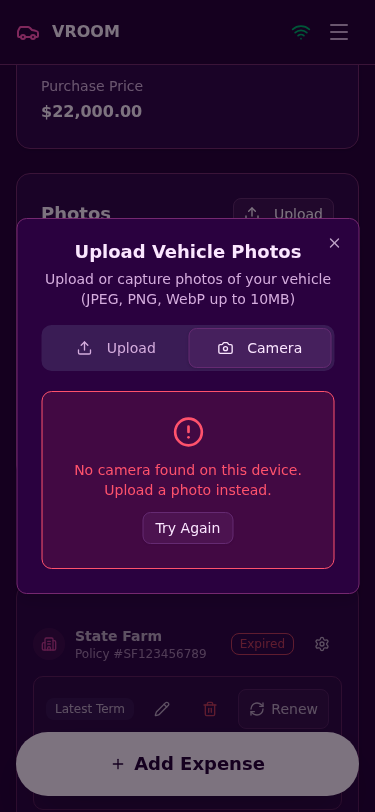 VROOM
Purchase Price
$22,000.00
Photos
Upload
Upload Vehicle Photos
Upload or capture photos of your vehicle
(JPEG, PNG, WebP up to 10MB)
Upload
Camera
No camera found on this device.
Upload a photo instead.
Try Again
State Farm
Policy #SF123456789
Expired
Latest Term
Renew
+ Add Expense